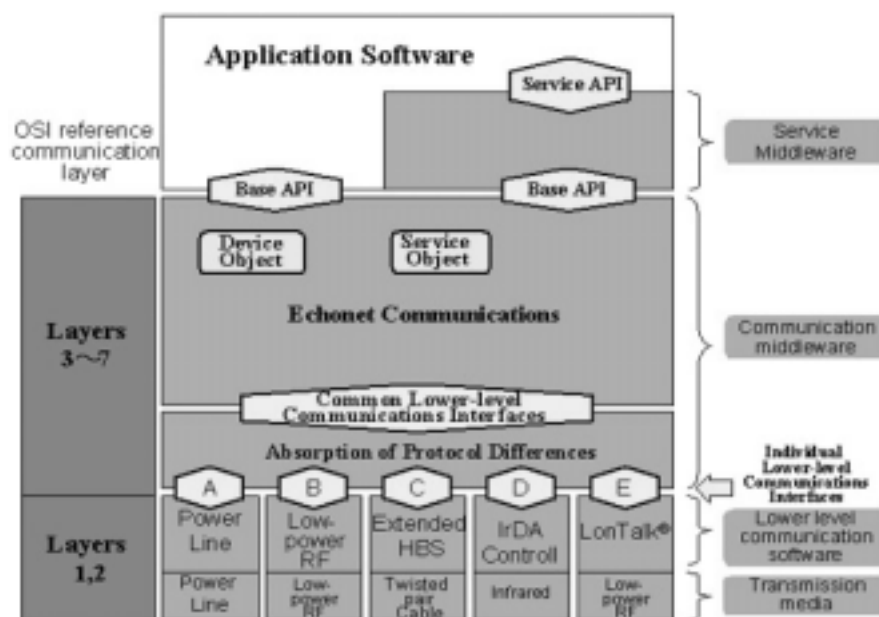 Application Software
Service API
OSI reference
communication
layer
Service
Middleware
Base API
Base API
Device
Object
Service
Object
Echonet Communications
Layers
3～7
Communication
middleware
Common Lower-level
Communications Interfaces
Absorption of Protocol Differences
Individual
Lower-level
Communications
Interfaces
A
B
C
D
E
Power
Line
Low-
power
RF
Extended
HBS
IrDA
Controll
LonTalk®
Lower level
communication
software
Layers
1,2
Power
Line
Low-
power
RF
Twisted
pair
Cable
Infrared
Low-
power
RF
Transmission
media